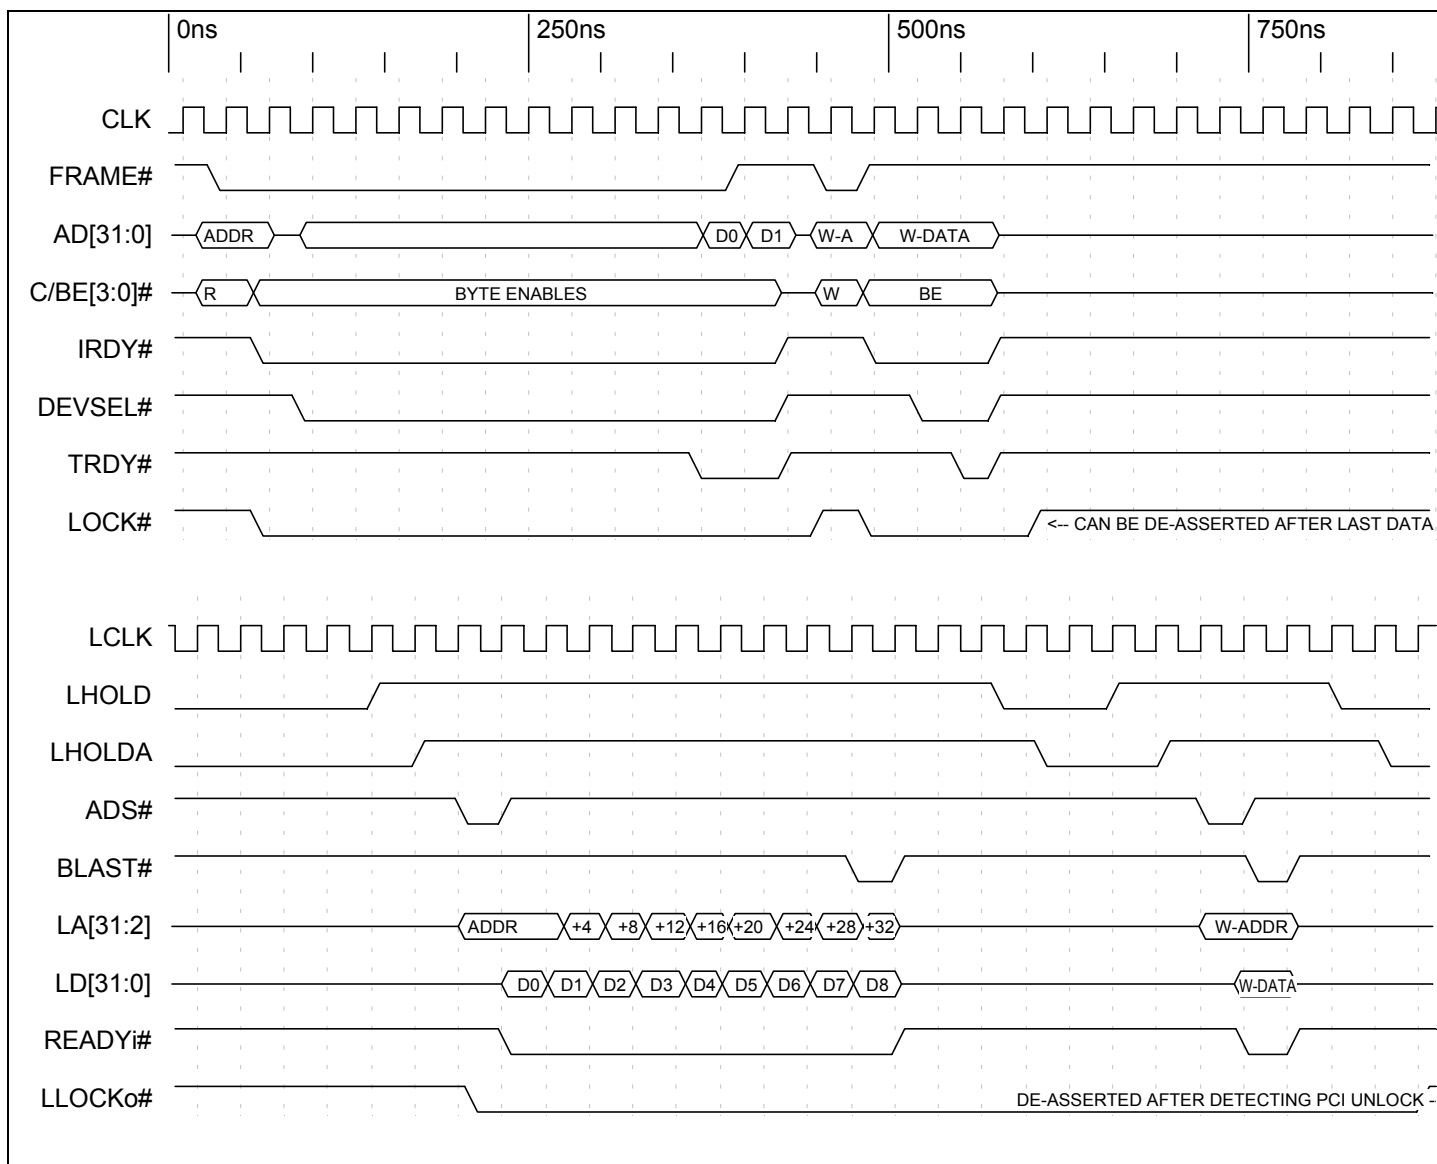 0ns 250ns 500ns 750ns
CLK
FRAME#
AD[31:0] ADDR D0 D1 W-A W-DATA
C/BE[3:0]# R BYTE ENABLES W BE
IRDY#
DEVSEL#
TRDY#
LOCK# <-- CAN BE DE-ASSERTED AFTER LAST DATA
LCLK
LHOLD
LHOLDA
ADS#
BLAST#
LA[31:2] ADDR +4 +8 +12 +16 +20 +24 +28 +32 W-ADDR
LD[31:0] D0 D1 D2 D3 D4 D5 D6 D7 D8 W-DATA
READYi#
LLOCKo# DE-ASSERTED AFTER DETECTING PCI UNLOCK --